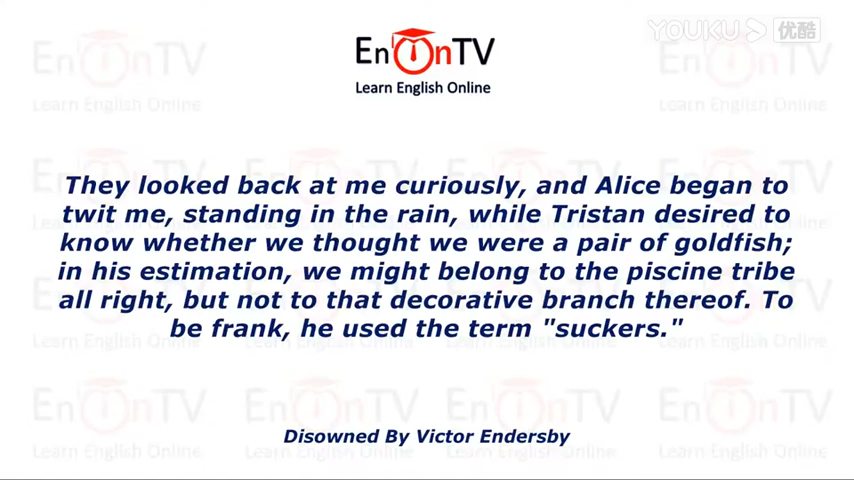 YOUKU 优酷
EnOnTV
Learn English Online
They looked back at me curiously, and Alice began to
twit me, standing in the rain, while Tristan desired to
know whether we thought we were a pair of goldfish;
in his estimation, we might belong to the piscine tribe
all right, but not to that decorative branch thereof. To
be frank, he used the term "suckers."
Disowned By Victor Endersby